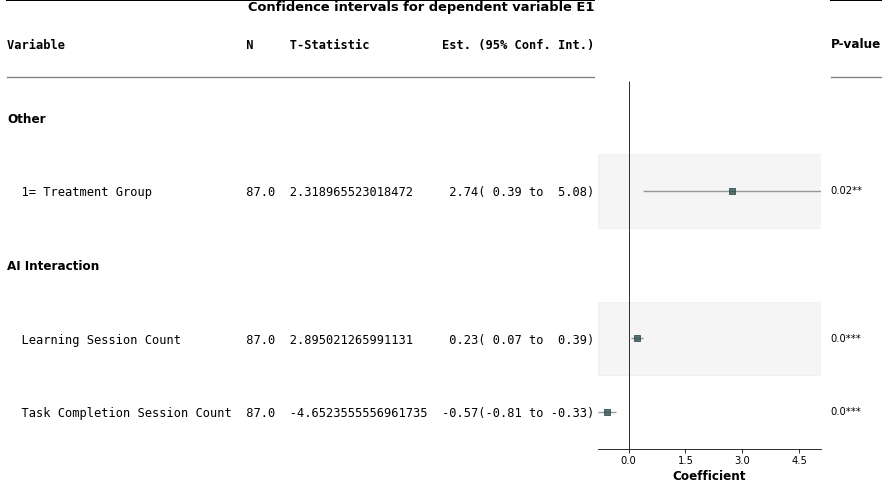 Confidence intervals for dependent variable E1
Variable N T-Statistic Est. (95% Conf. Int.) P-value
Other
1= Treatment Group 87.0 2.318965523018472 2.74( 0.39 to 5.08) 0.02**
AI Interaction
Learning Session Count 87.0 2.895021265991131 0.23( 0.07 to 0.39) 0.0***
Task Completion Session Count 87.0 -4.6523555556961735 -0.57(-0.81 to -0.33) 0.0***
0.0 1.5 3.0 4.5
Coefficient